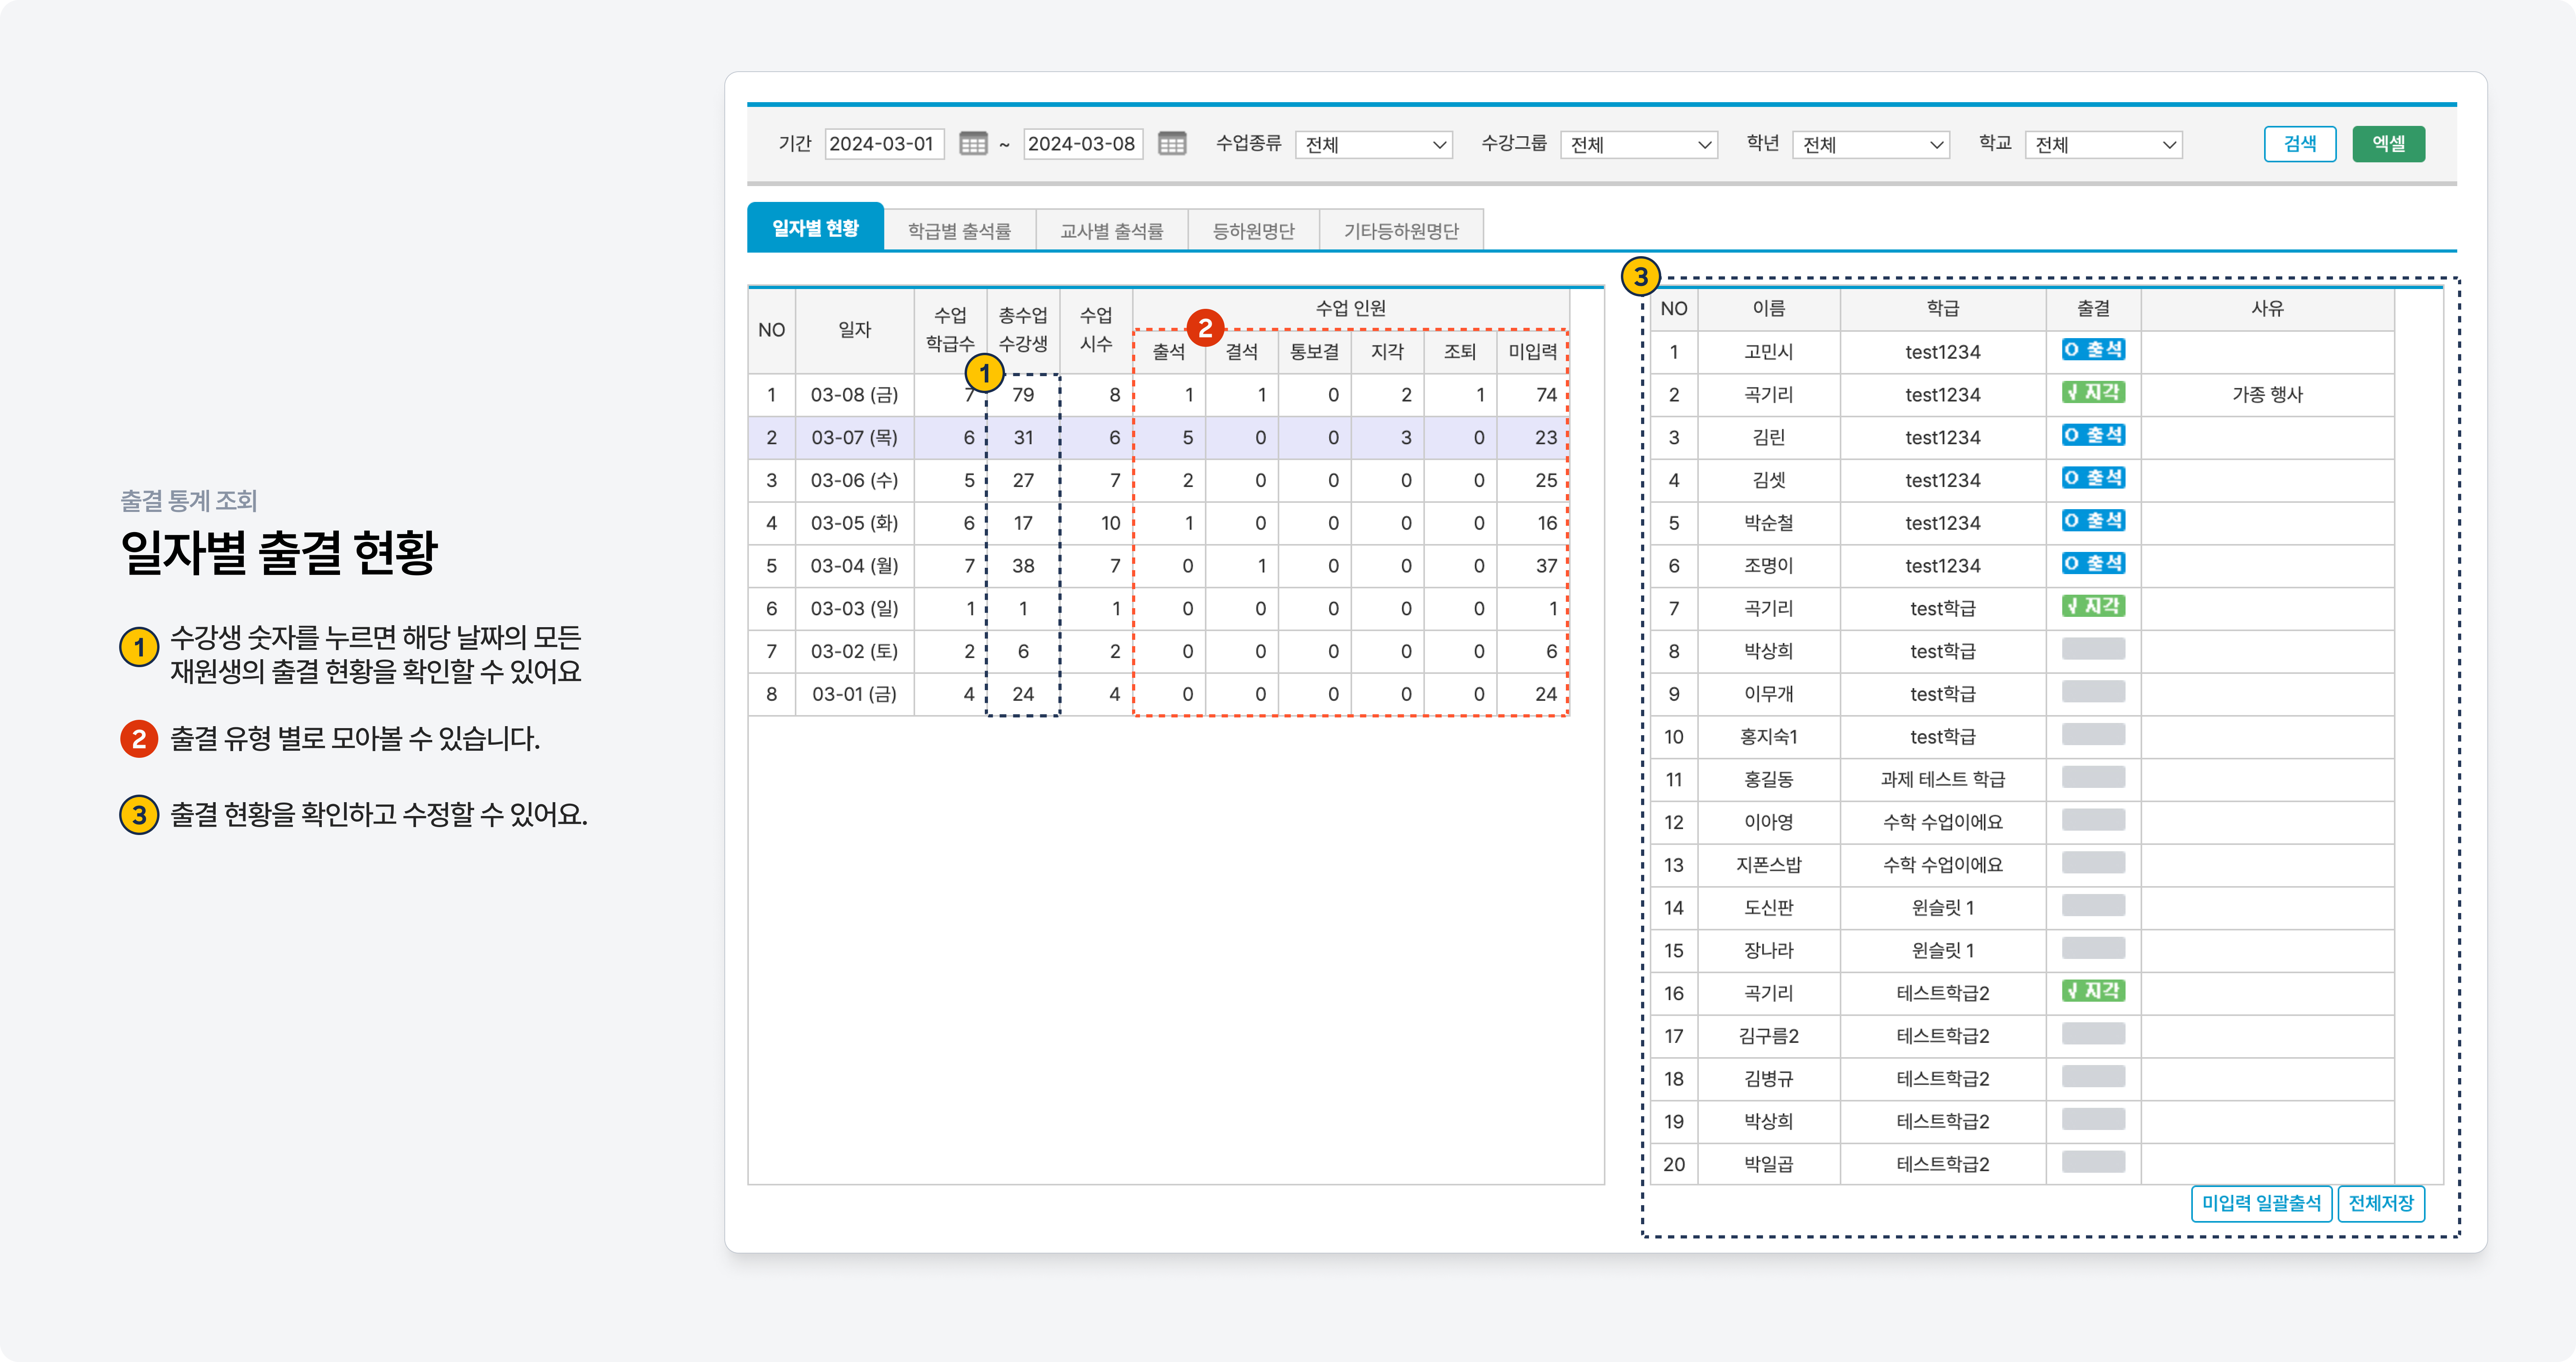 출결 통계 조회
일자별 출결 현황
1 수강생 숫자를 누르면 해당 날짜의 모든
재원생의 출결 현황을 확인할 수 있어요
2 출결 유형 별로 모아볼 수 있습니다.
3 출결 현황을 확인하고 수정할 수 있어요.
기간 2024-03-01 ~ 2024-03-08 수업종류 전체 수강그룹 전체 학년 전체 학교 전체 검색 엑셀
일자별 현황 학급별 출석률 교사별 출석률 등하원명단 기타등하원명단
NO 일자 수업 학급수 총수업 수강생 수업 시수 수업 인원
1 2 출석 결석 통보결 지각 조퇴 미입력
1 03-08 (금) 7 79 8 1 1 0 2 1 74
2 03-07 (목) 6 31 6 5 0 0 3 0 23
3 03-06 (수) 5 27 7 2 0 0 0 0 25
4 03-05 (화) 6 17 10 1 0 0 0 0 16
5 03-04 (월) 7 38 7 0 1 0 0 0 37
6 03-03 (일) 1 1 1 0 0 0 0 0 1
7 03-02 (토) 2 6 2 0 0 0 0 0 6
8 03-01 (금) 4 24 4 0 0 0 0 0 24
3
NO 이름 학급 출결 사유
1 고민시 test1234 O 출석
2 곡기리 test1234 √ 지각 가종 행사
3 김린 test1234 O 출석
4 김셋 test1234 O 출석
5 박순철 test1234 O 출석
6 조명이 test1234 O 출석
7 곡기리 test학급 √ 지각
8 박상희 test학급
9 이무개 test학급
10 홍지숙1 test학급
11 홍길동 과제 테스트 학급
12 이아영 수학 수업이에요
13 지폰스밥 수학 수업이에요
14 도신판 윈슬릿 1
15 장나라 윈슬릿 1
16 곡기리 테스트학급2 √ 지각
17 김구름2 테스트학급2
18 김병규 테스트학급2
19 박상희 테스트학급2
20 박일곱 테스트학급2
미입력 일괄출석 전체저장